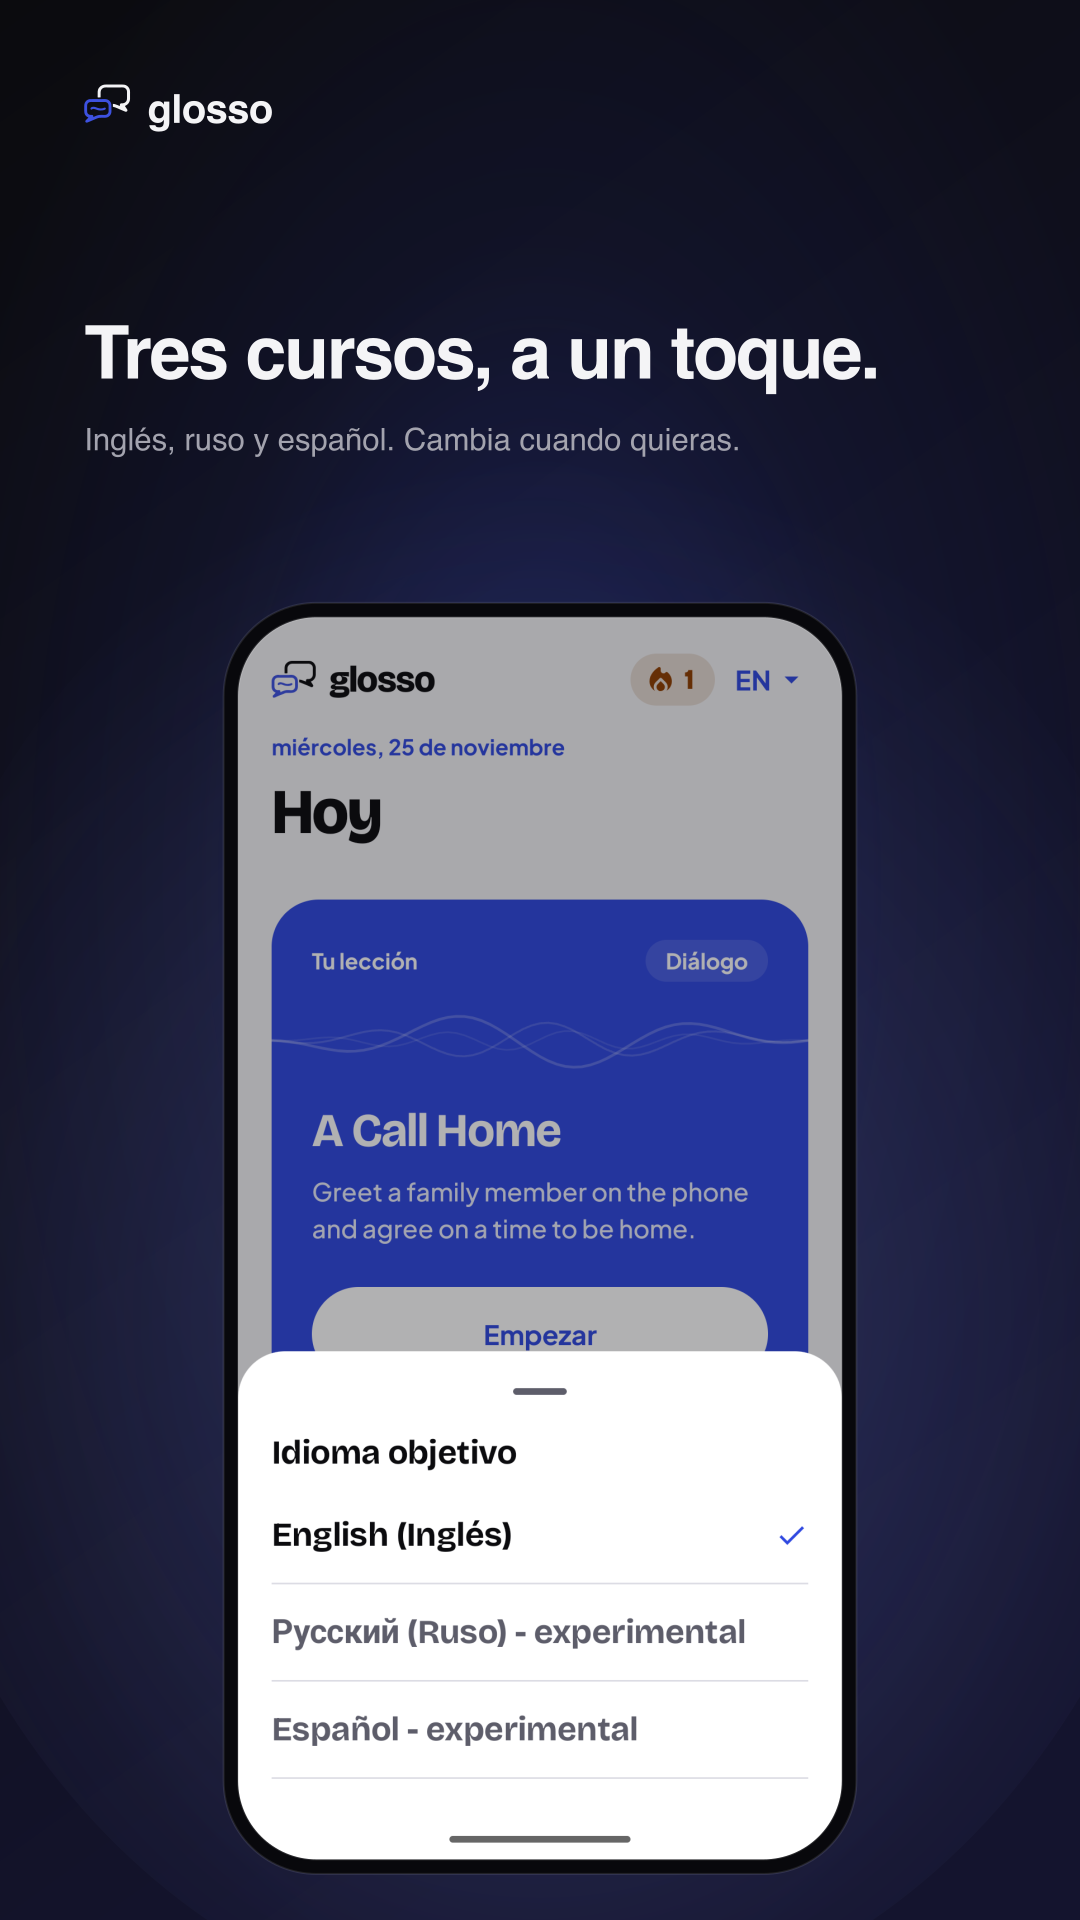 glosso
Tres cursos, a un toque.
Inglés, ruso y español. Cambia cuando quieras.
glosso
1
EN
miércoles, 25 de noviembre
Hoy
Tu lección
Diálogo
A Call Home
Greet a family member on the phone
and agree on a time to be home.
Empezar
Idioma objetivo
English (Inglés)
Русский (Ruso) - experimental
Español - experimental